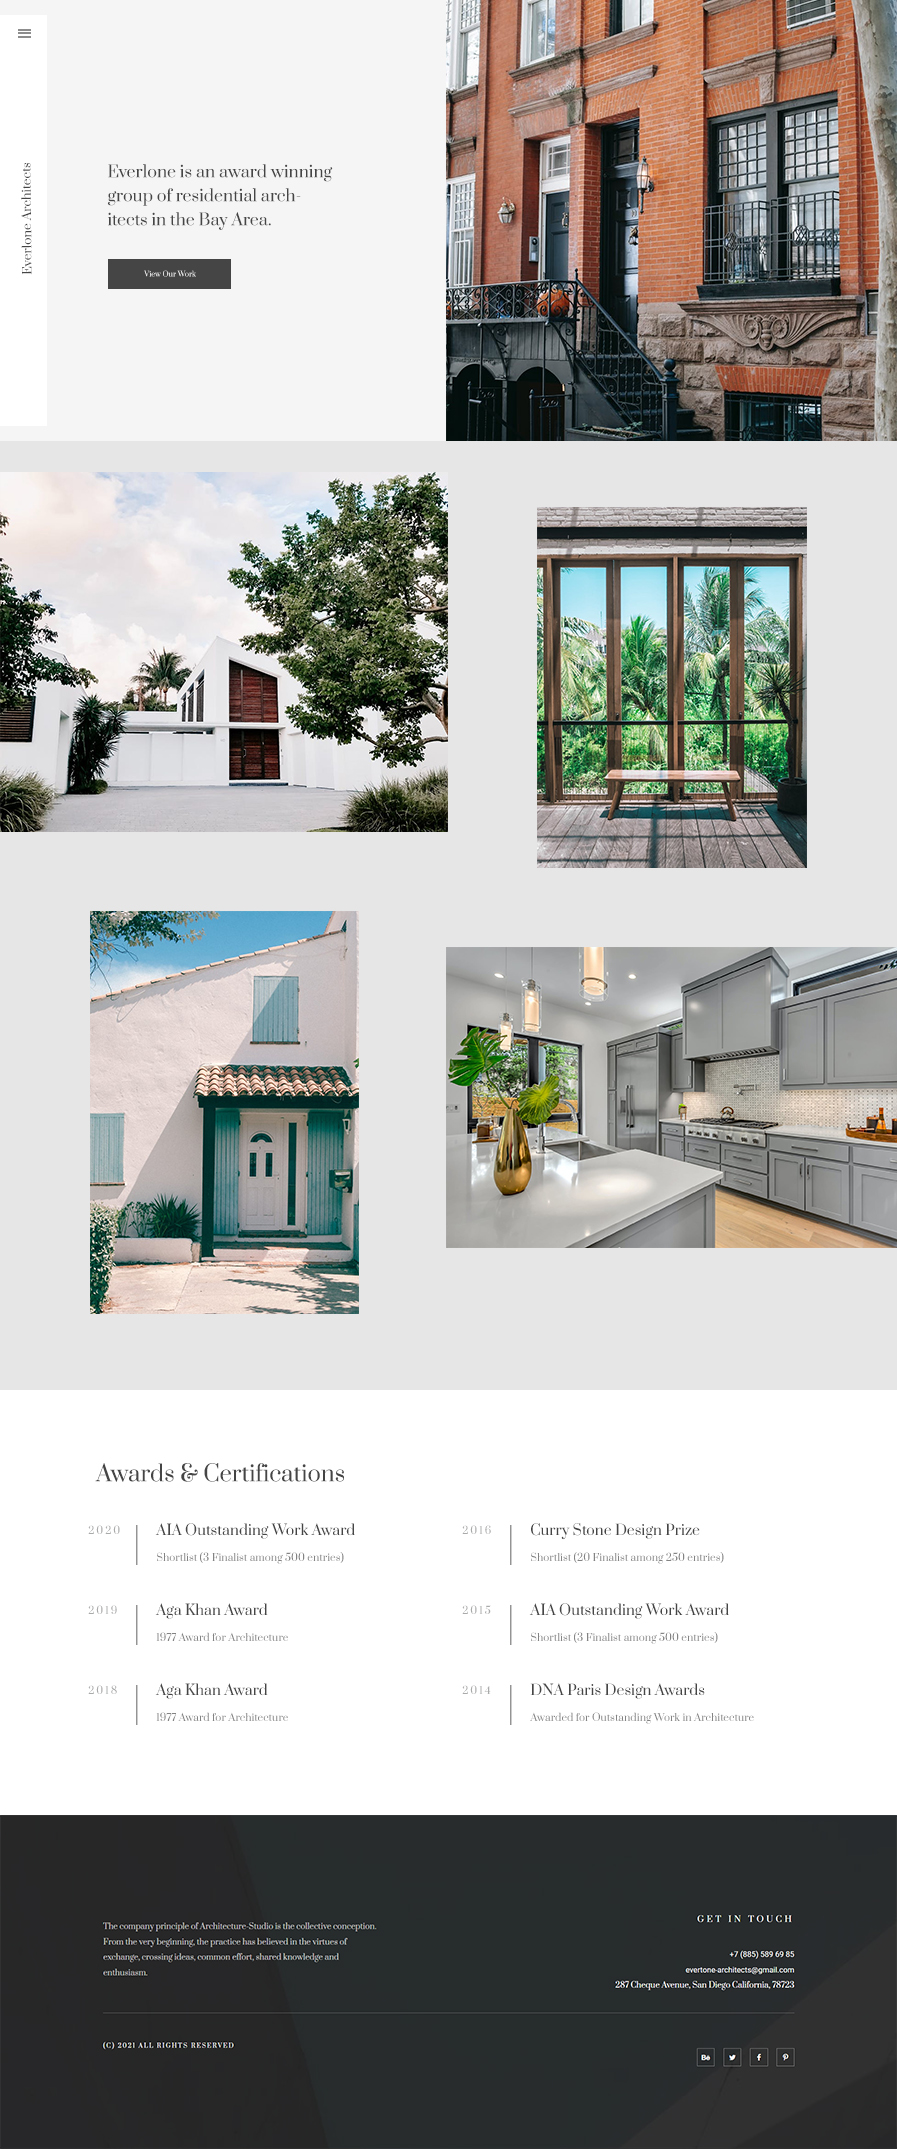 Everlone Architects
Everlone is an award winning
group of residential arch-
itects in the Bay Area.
View Our Work
Awards & Certifications
2020
AIA Outstanding Work Award
Shortlist (3 Finalist among 500 entries)
2016
Curry Stone Design Prize
Shortlist (20 Finalist among 250 entries)
2019
Aga Khan Award
1977 Award for Architecture
2015
AIA Outstanding Work Award
Shortlist (3 Finalist among 500 entries)
2018
Aga Khan Award
1977 Award for Architecture
2014
DNA Paris Design Awards
Awarded for Outstanding Work in Architecture
The company principle of Architecture-Studio is the collective conception.
From the very beginning, the practice has believed in the virtues of
exchange, crossing ideas, common effort, shared knowledge and
enthusiasm.
GET IN TOUCH
+7 (885) 589 69 85
evertone-architects@gmail.com
287 Cheque Avenue, San Diego California, 78723
(C) 2021 ALL RIGHTS RESERVED
Bē